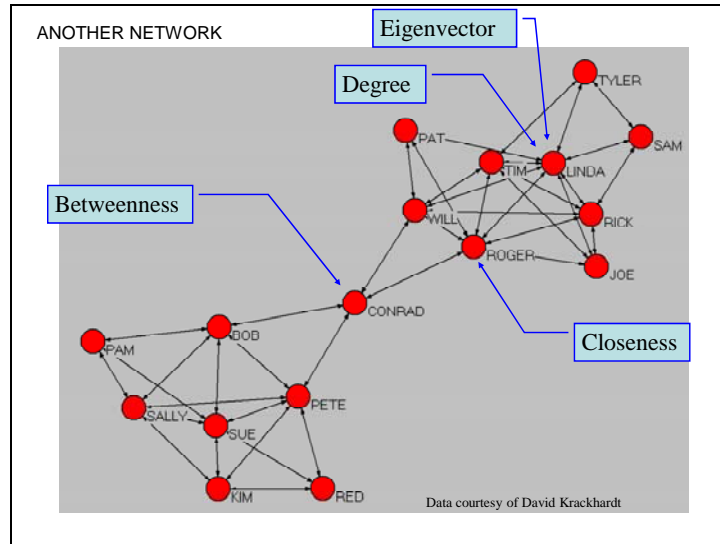 ANOTHER NETWORK
Eigenvector
Degree
TYLER
PAT
SAM
TIM
LINDA
Betweenness
WILL
RICK
ROGER
JOE
CONRAD
BOB
Closeness
PAM
PETE
SALLY
SUE
KIM
RED
Data courtesy of David Krackhardt